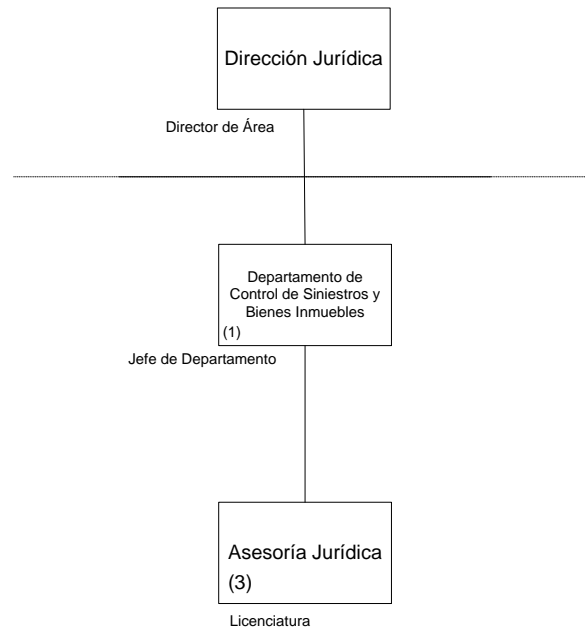 Dirección Jurídica
Director de Área
Departamento de
Control de Siniestros y
Bienes Inmuebles
(1)
Jefe de Departamento
Asesoría Jurídica
(3)
Licenciatura